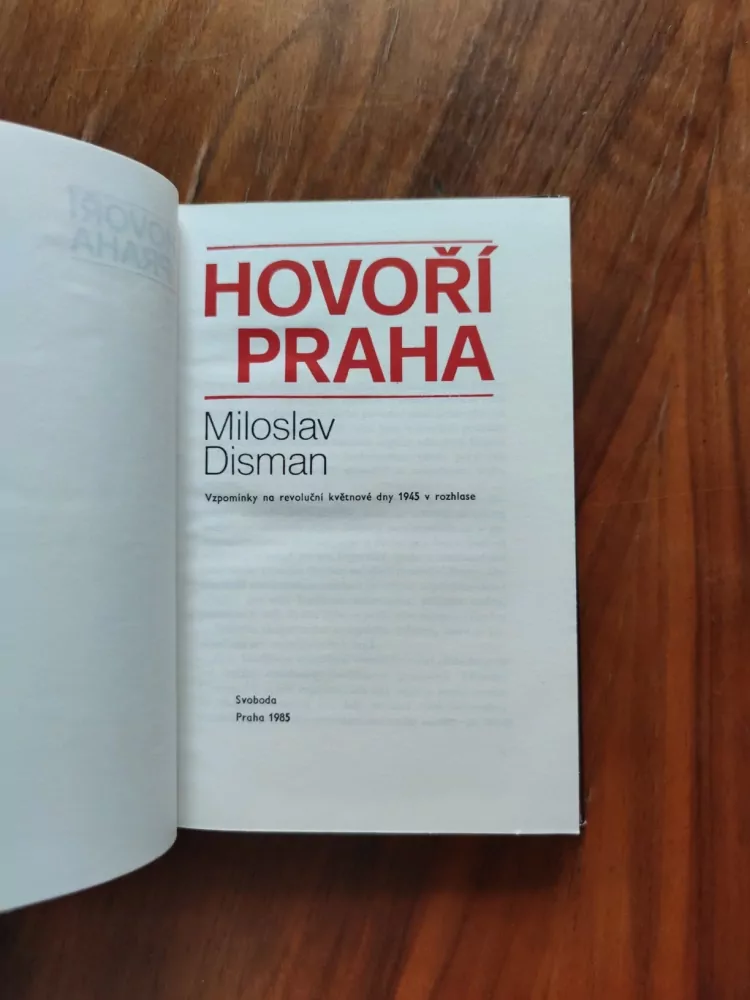 HOVOŘÍ
PRAHA
Miloslav
Disman
Vzpomínky na revoluční květnové dny 1945 v rozhlase
Svoboda
Praha 1985